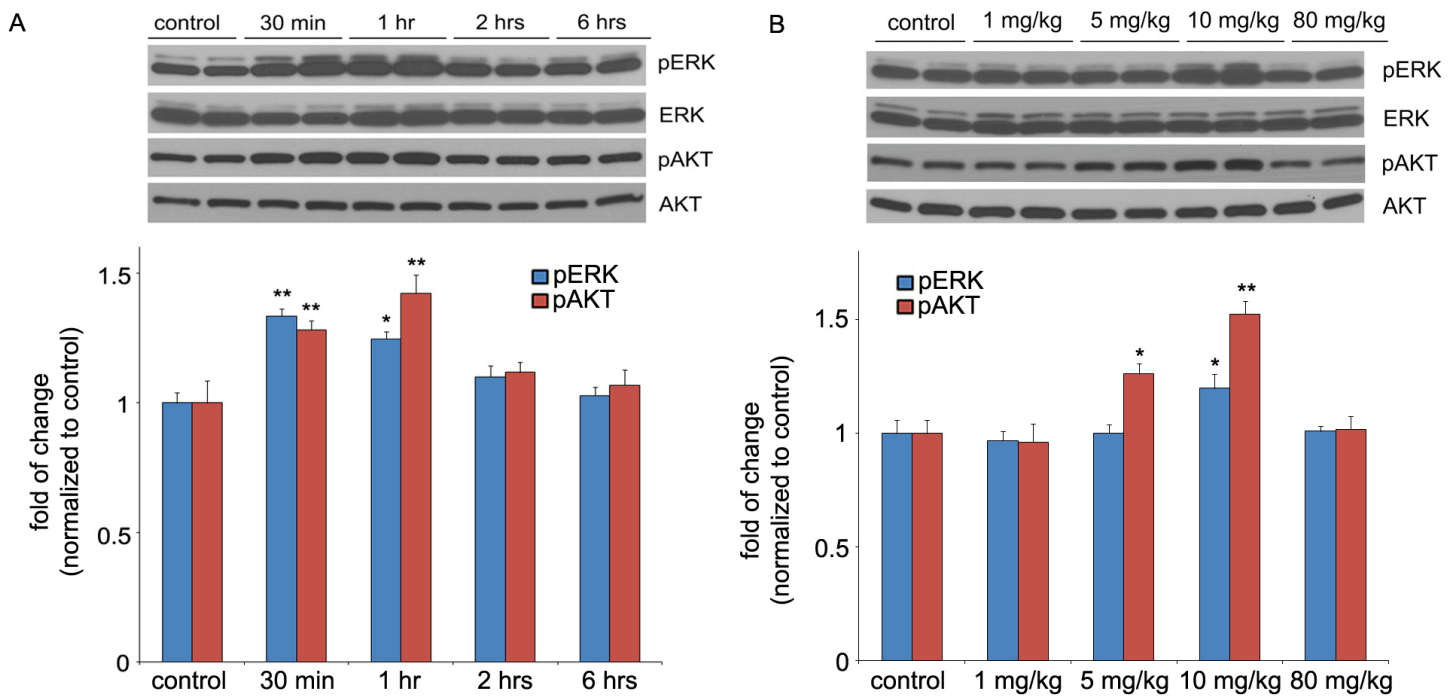 A
control 30 min 1 hr 2 hrs 6 hrs
pERK
ERK
pAKT
AKT
fold of change
(normalized to control)
1.5
1
0.5
0
** ** * **
pERK
pAKT
control 30 min 1 hr 2 hrs 6 hrs
B
control 1 mg/kg 5 mg/kg 10 mg/kg 80 mg/kg
pERK
ERK
pAKT
AKT
fold of change
(normalized to control)
1.5
1
0.5
0
* * **
pERK
pAKT
control 1 mg/kg 5 mg/kg 10 mg/kg 80 mg/kg